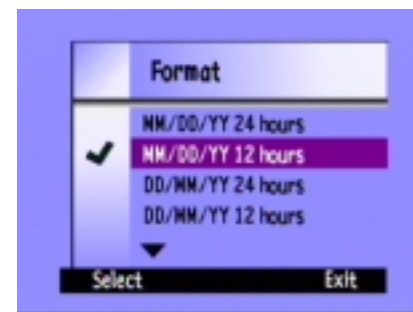 Format
MM/DD/YY 24 hours
MM/DD/YY 12 hours
DD/MM/YY 24 hours
DD/MM/YY 12 hours
Select Exit